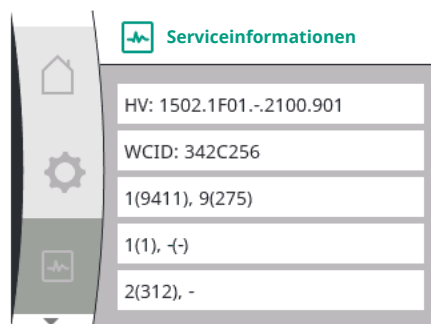 Serviceinformationen
HV: 1502.1F01.-.2100.901
WCID: 342C256
1(9411), 9(275)
1(1), -(-)
2(312), -